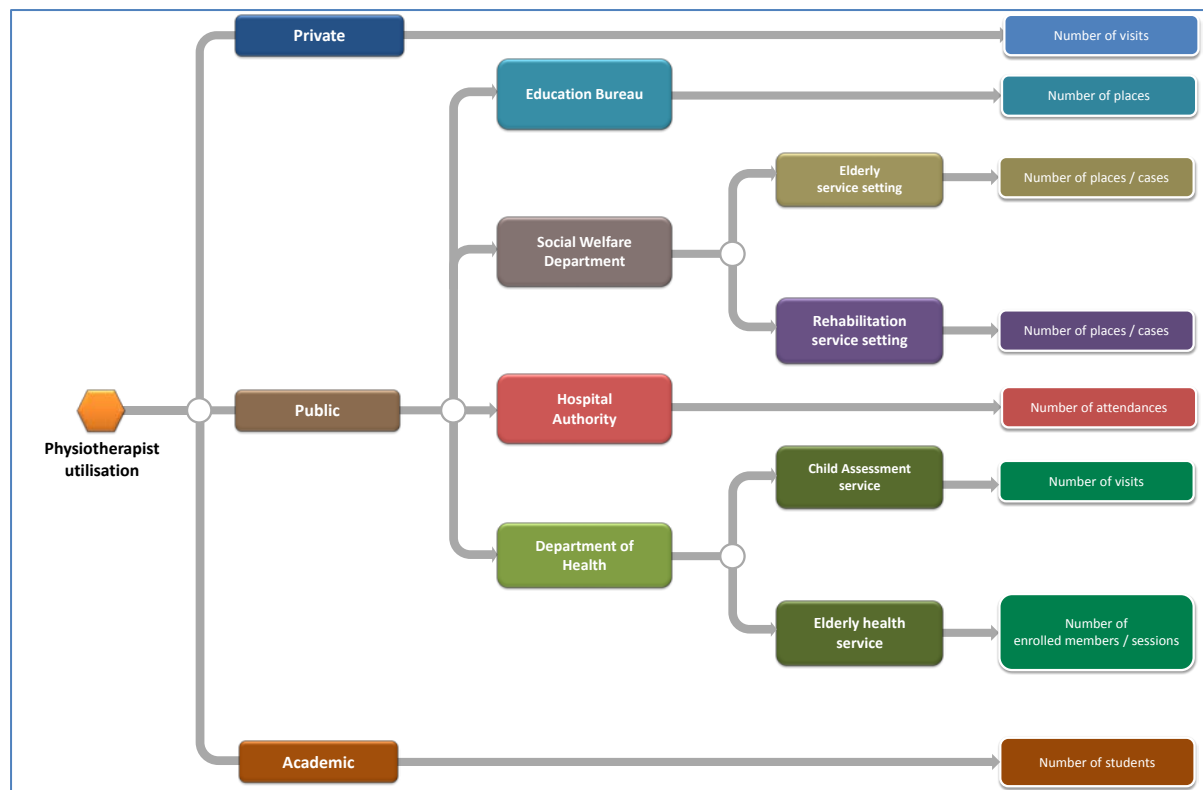 Private
Number of visits
Education Bureau
Number of places
Elderly
service setting
Number of places / cases
Social Welfare
Department
Rehabilitation
service setting
Number of places / cases
Physiotherapist
utilisation
Public
Hospital
Authority
Number of attendances
Child Assessment
service
Number of visits
Department of
Health
Elderly health
service
Number of
enrolled members / sessions
Academic
Number of students